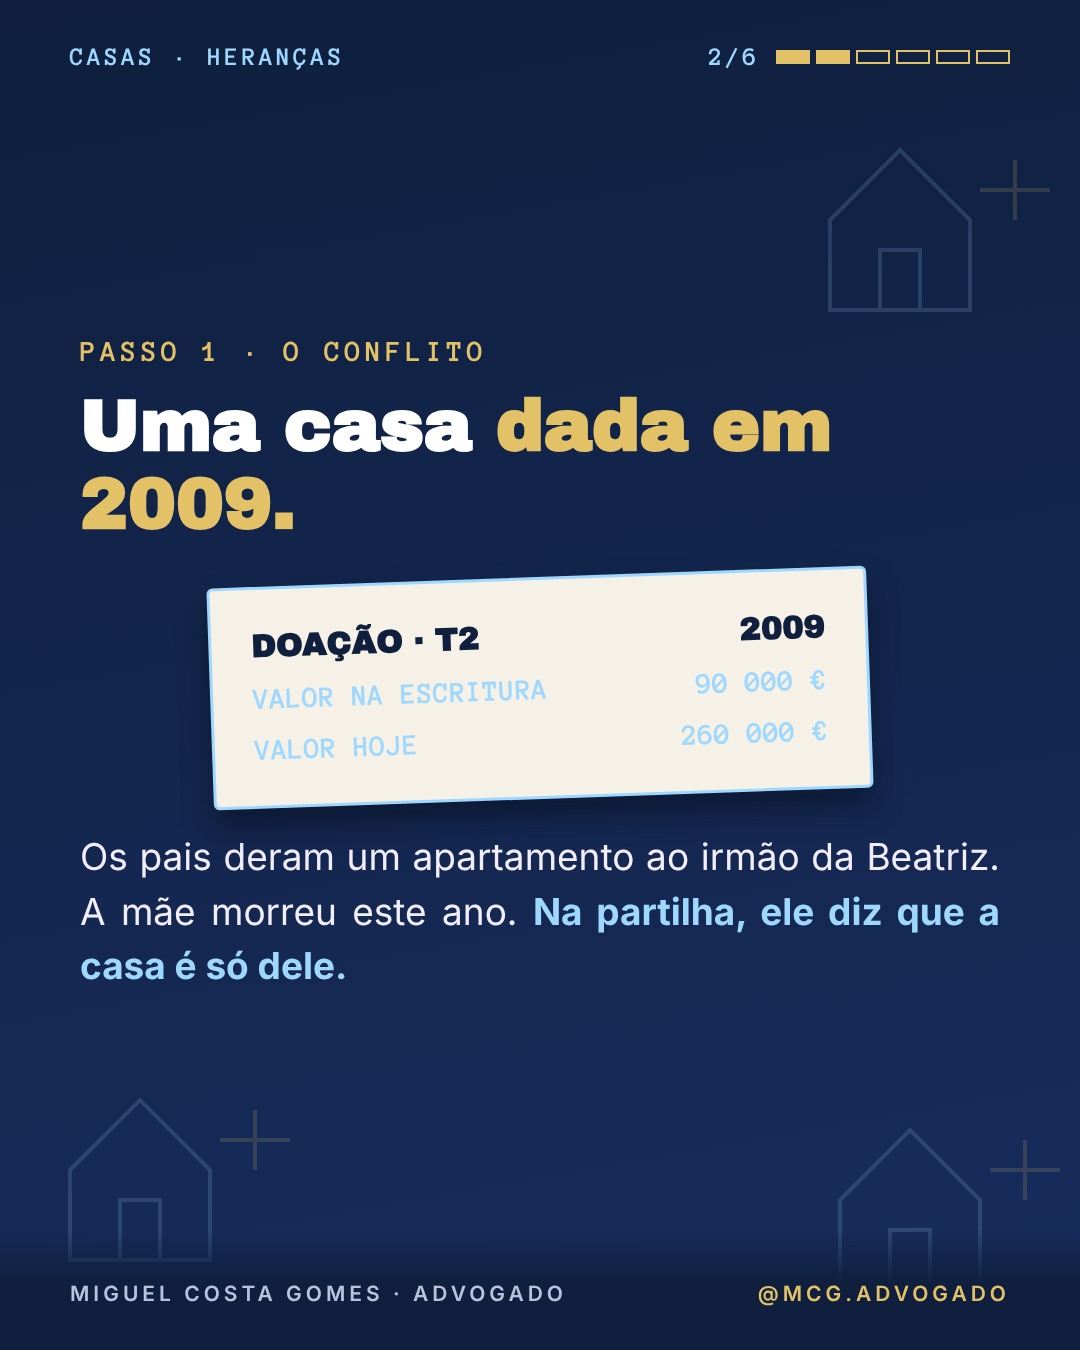 CASAS · HERANÇAS
2/6
PASSO 1 · O CONFLITO
Uma casa dada em
2009.
DOAÇÃO · T2 2009
VALOR NA ESCRITURA 90 000 €
VALOR HOJE 260 000 €
Os pais deram um apartamento ao irmão da Beatriz.
A mãe morreu este ano. Na partilha, ele diz que a
casa é só dele.
MIGUEL COSTA GOMES · ADVOGADO
@MCG.ADVOGADO